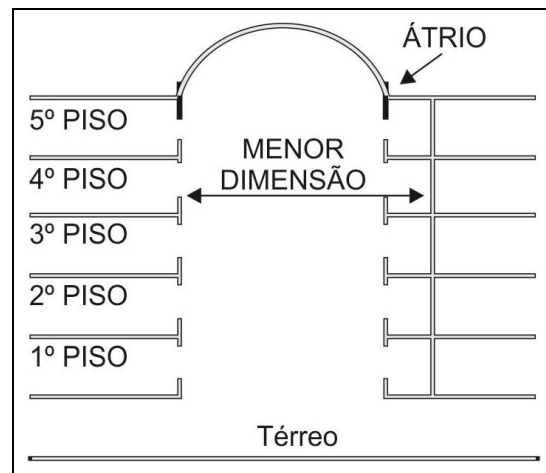 ÁTRIO
5º PISO
MENOR
DIMENSÃO
4º PISO
3º PISO
2º PISO
1º PISO
Térreo